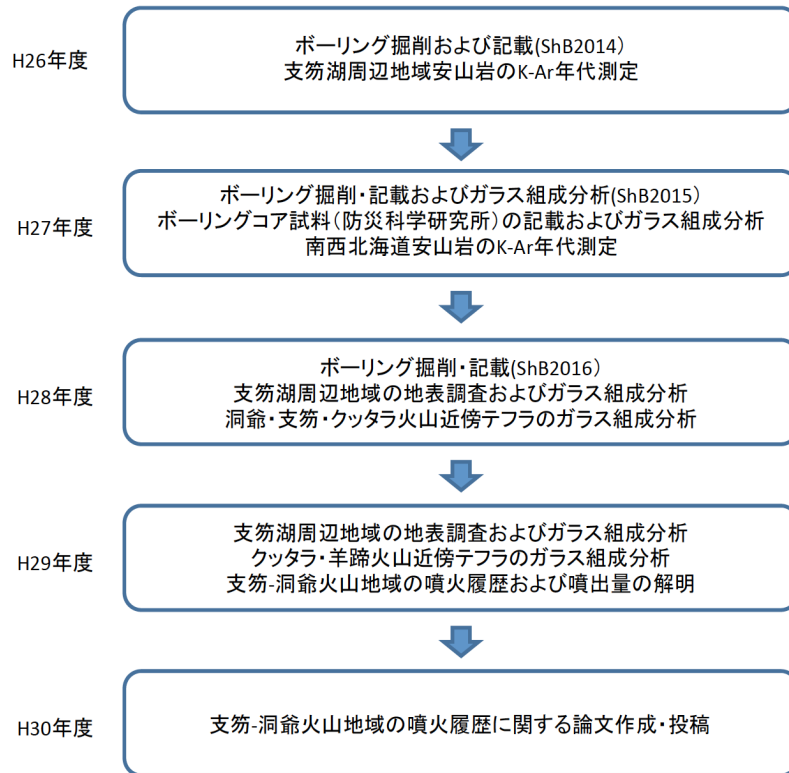 H26年度
ボーリング掘削および記載(ShB2014)
支笏湖周辺地域安山岩のK-Ar年代測定
H27年度
ボーリング掘削・記載およびガラス組成分析(ShB2015)
ボーリングコア試料(防災科学研究所)の記載およびガラス組成分析
南西北海道安山岩のK-Ar年代測定
H28年度
ボーリング掘削・記載(ShB2016)
支笏湖周辺地域の地表調査およびガラス組成分析
洞爺・支笏・クッタラ火山近傍テフラのガラス組成分析
H29年度
支笏湖周辺地域の地表調査およびガラス組成分析
クッタラ・羊蹄火山近傍テフラのガラス組成分析
支笏-洞爺火山地域の噴火履歴および噴出量の解明
H30年度
支笏-洞爺火山地域の噴火履歴に関する論文作成・投稿